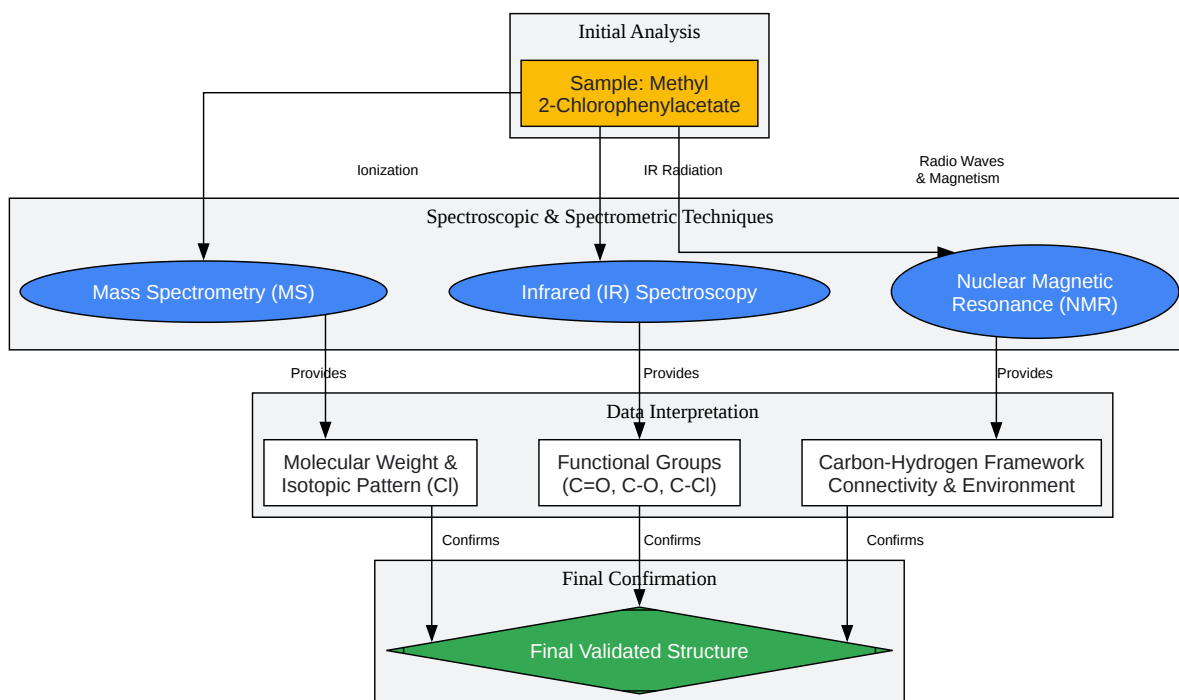 Initial Analysis
Sample: Methyl
2-Chlorophenylacetate
Ionization
IR Radiation
Radio Waves
& Magnetism
Spectroscopic & Spectrometric Techniques
Mass Spectrometry (MS)
Infrared (IR) Spectroscopy
Nuclear Magnetic
Resonance (NMR)
Provides
Provides
Provides
Data Interpretation
Molecular Weight &
Isotopic Pattern (Cl)
Functional Groups
(C=O, C-O, C-Cl)
Carbon-Hydrogen Framework
Connectivity & Environment
Confirms
Confirms
Confirms
Final Confirmation
Final Validated Structure